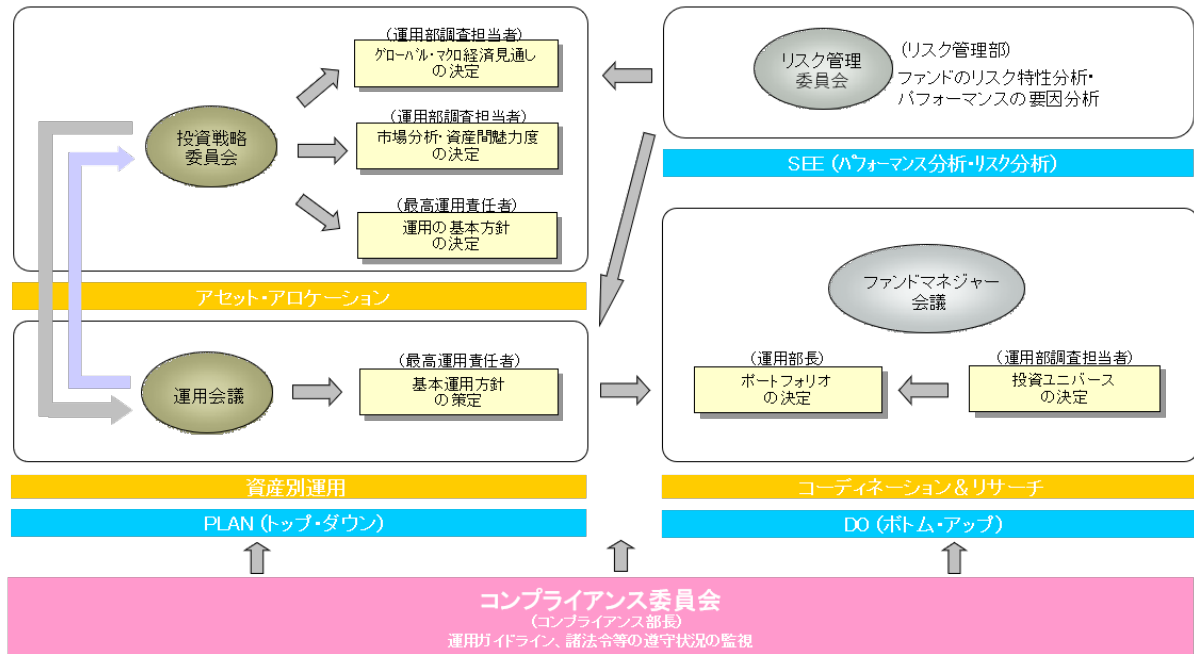 (運用部調査担当者)
グローバル・マクロ経済見通し
の決定
投資戦略
委員会
(運用部調査担当者)
市場分析・資産間魅力度
の決定
(最高運用責任者)
運用の基本方針
の決定
アセット・アロケーション
リスク管理
委員会
(リスク管理部)
ファンドのリスク特性分析・
パフォーマンスの要因分析
SEE (パフォーマンス分析・リスク分析)
運用会議
(最高運用責任者)
基本運用方針
の策定
資産別運用
PLAN (トップ・ダウン)
ファンドマネジャー
会議
(運用部長)
ポートフォリオ
の決定
(運用部調査担当者)
投資ユニバース
の決定
コーディネーション&リサーチ
DO (ボトム・アップ)
コンプライアンス委員会
(コンプライアンス部長)
運用ガイドライン、諸法令等の遵守状況の監視